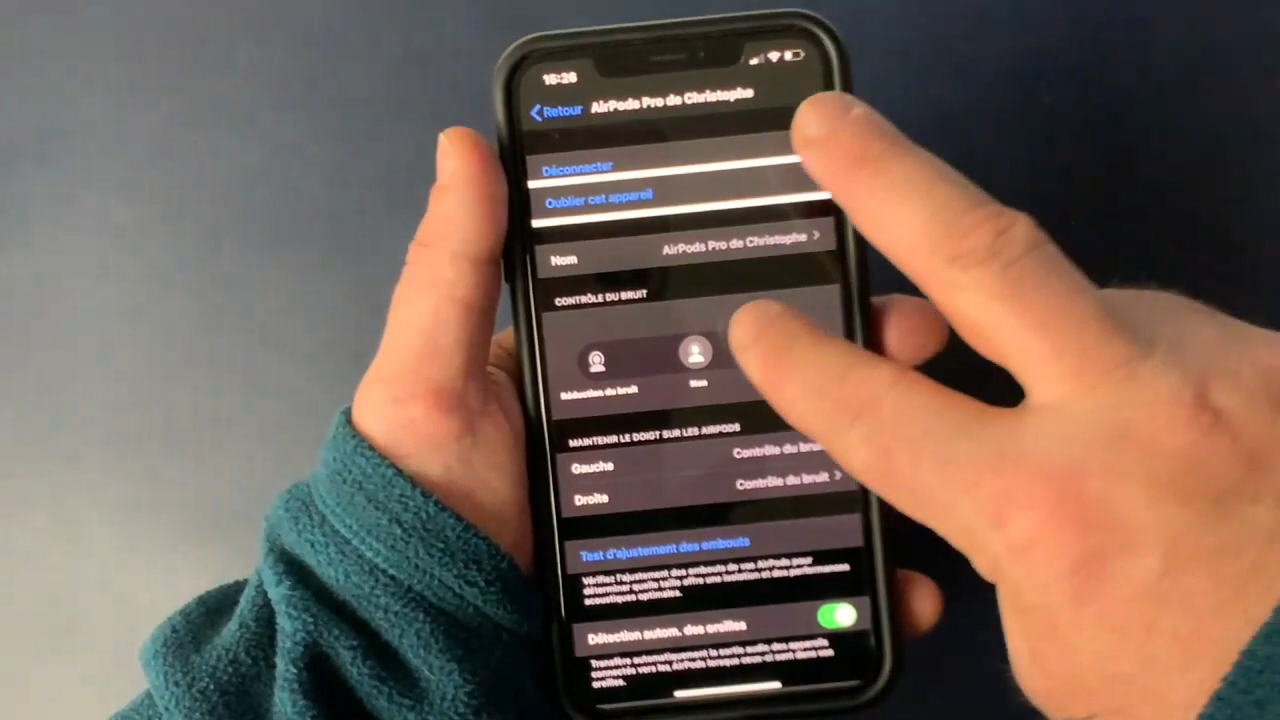 15:26
Retour AirPods Pro de Christophe
Déconnecter
Oublier cet appareil
Nom AirPods Pro de Christophe
CONTRÔLE DU BRUIT
Réduction du bruit Non
MAINTENIR LE DOIGT SUR LES AIRPODS
Gauche Contrôle du
Droite Contrôle du bruit
Test d'ajustement des embouts
Vérifiez l'ajustement des embouts de vos AirPods pour
déterminer quelle taille offre une isolation et des performances
acoustiques optimales.
Détection autom. des oreilles
Transfère automatiquement la sortie audio des appareils
connectés vers les AirPods lorsque ceux-ci sont dans vos
oreilles.